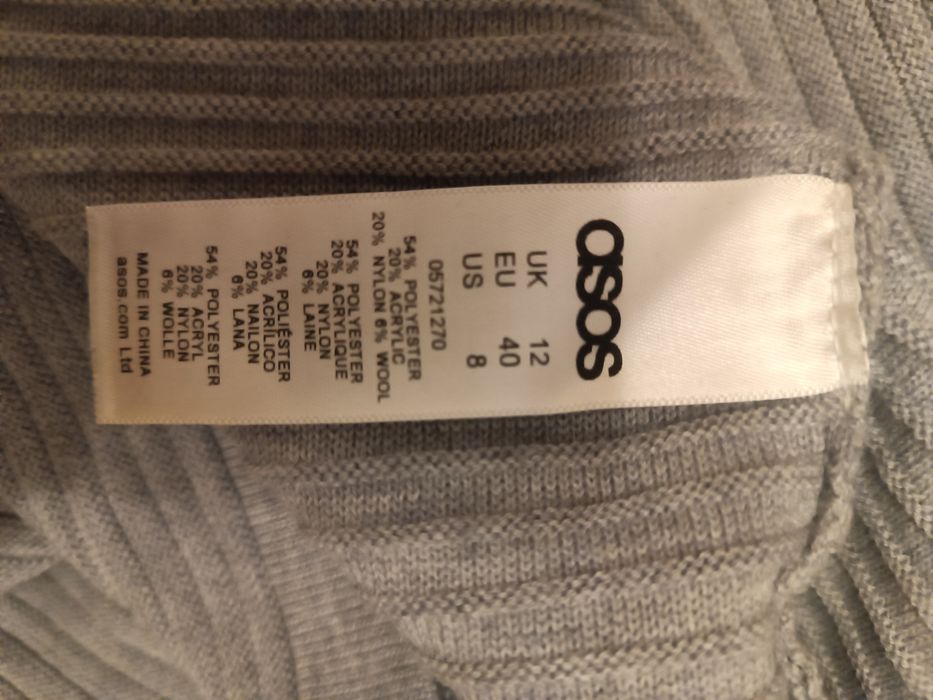 asos
UK 12
EU 40
US 8
05721270
54% POLYESTER
20% ACRYLIC
20% NYLON 6% WOOL
54% POLYESTER
20% ACRYLIQUE
20% NYLON
6% LAINE
54% POLIÉSTER
20% ACRÍLICO
20% NAILON
6% LANA
54% POLYESTER
20% ACRYL
20% NYLON
6% WOLLE
MADE IN CHINA
asos.com Ltd